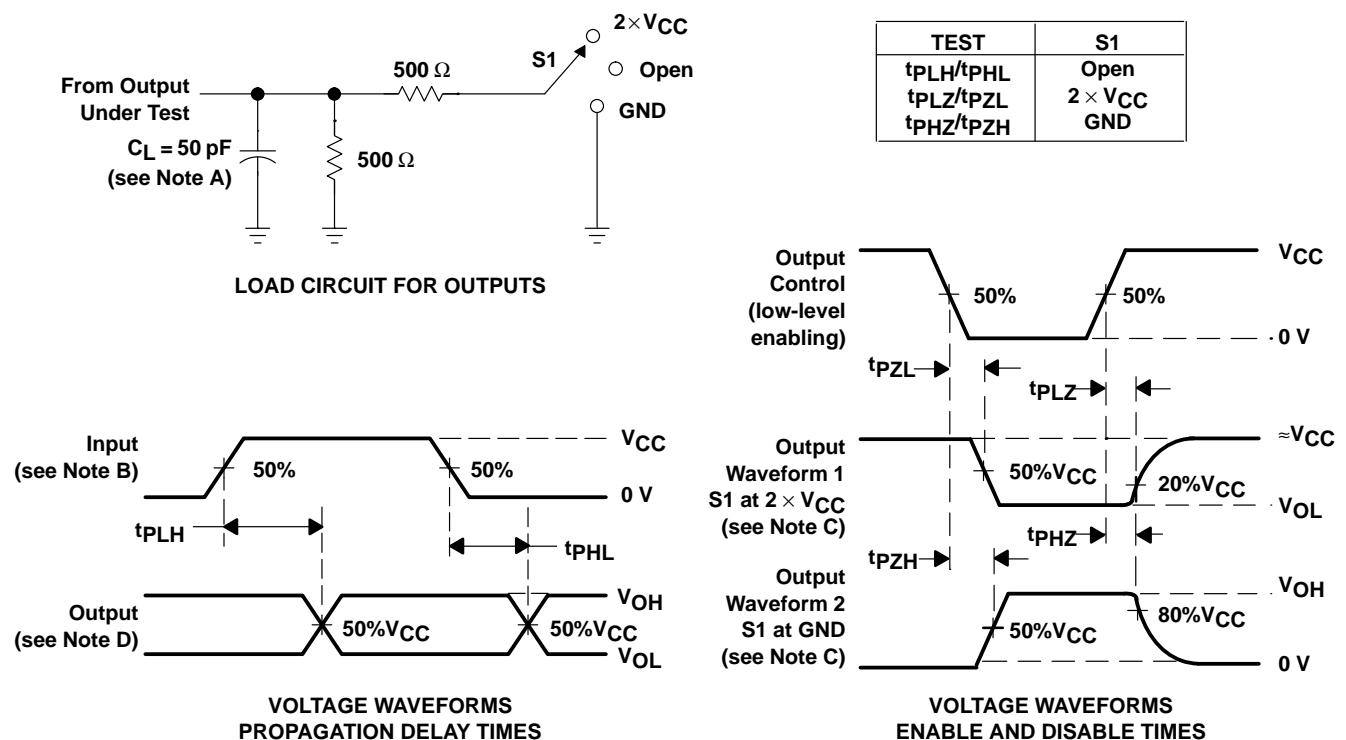 2 × VCC
S1
500 Ω
Open
From Output
Under Test
GND
CL = 50 pF
(see Note A)
500 Ω
LOAD CIRCUIT FOR OUTPUTS
TEST S1
tPLH/tPHL Open
tPLZ/tPZL 2 × VCC
tPHZ/tPZH GND
Input
(see Note B)
50%
50%
VCC
0 V
tPLH
tPHL
Output
(see Note D)
50%VCC
50%VCC
VOH
VOL
VOLTAGE WAVEFORMS
PROPAGATION DELAY TIMES
Output
Control
(low-level
enabling)
50%
50%
VCC
0 V
tPZL
tPLZ
Output
Waveform 1
S1 at 2 × VCC
(see Note C)
50%VCC
20%VCC
≈VCC
VOL
tPHZ
tPZH
Output
Waveform 2
S1 at GND
(see Note C)
50%VCC
80%VCC
VOH
0 V
VOLTAGE WAVEFORMS
ENABLE AND DISABLE TIMES